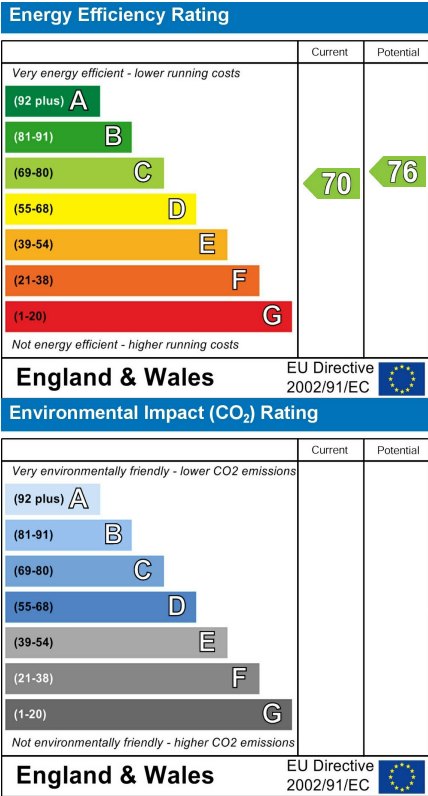 Energy Efficiency Rating
Current Potential
Very energy efficient - lower running costs
(92 plus) A
(81-91) B
(69-80) C
(55-68) D
(39-54) E
(21-38) F
(1-20) G
70 76
Not energy efficient - higher running costs
England & Wales
EU Directive
2002/91/EC
Environmental Impact (CO₂) Rating
Current Potential
Very environmentally friendly - lower CO2 emissions
(92 plus) A
(81-91) B
(69-80) C
(55-68) D
(39-54) E
(21-38) F
(1-20) G
Not environmentally friendly - higher CO2 emissions
England & Wales
EU Directive
2002/91/EC